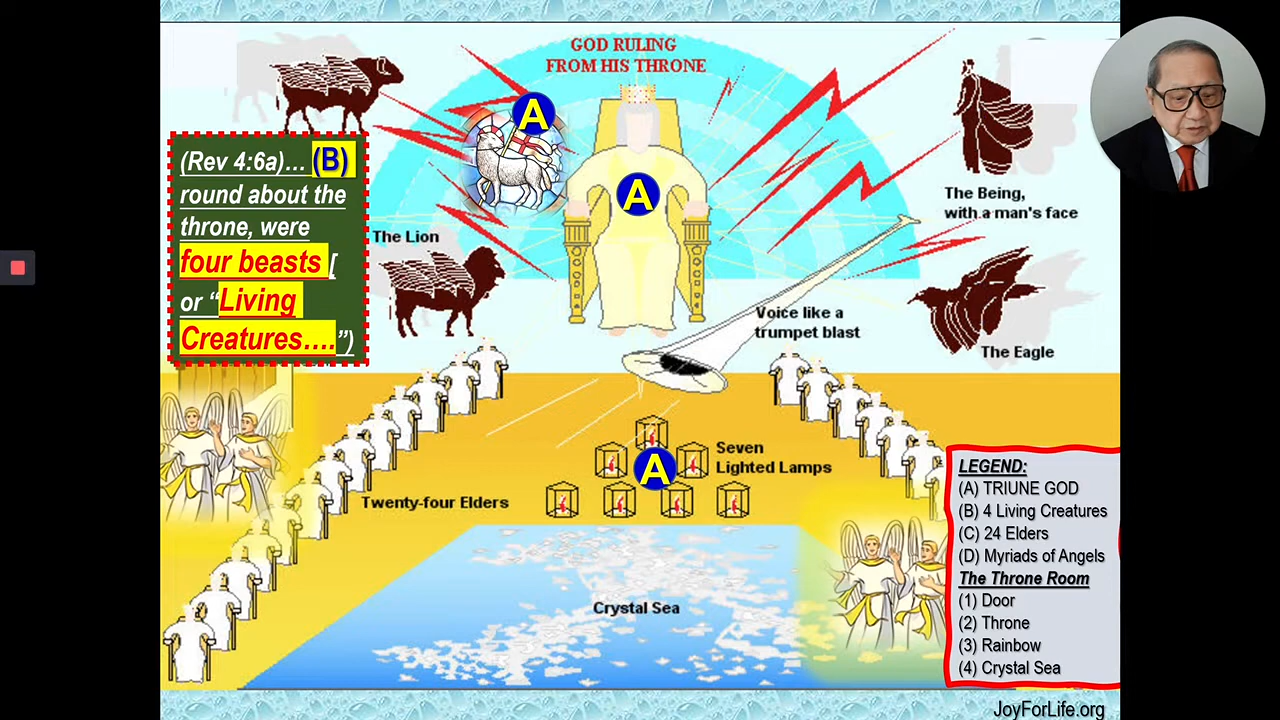 GOD RULING
FROM HIS THRONE
A
A
(Rev 4:6a)… (B)
round about the
throne, were
four beasts [
or “Living
Creatures….”)
The Lion
The Being,
with a man's face
Voice like a
trumpet blast
The Eagle
Seven
Lighted Lamps
A
Twenty-four Elders
Crystal Sea
LEGEND:
(A) TRIUNE GOD
(B) 4 Living Creatures
(C) 24 Elders
(D) Myriads of Angels
The Throne Room
(1) Door
(2) Throne
(3) Rainbow
(4) Crystal Sea
JoyForLife.org